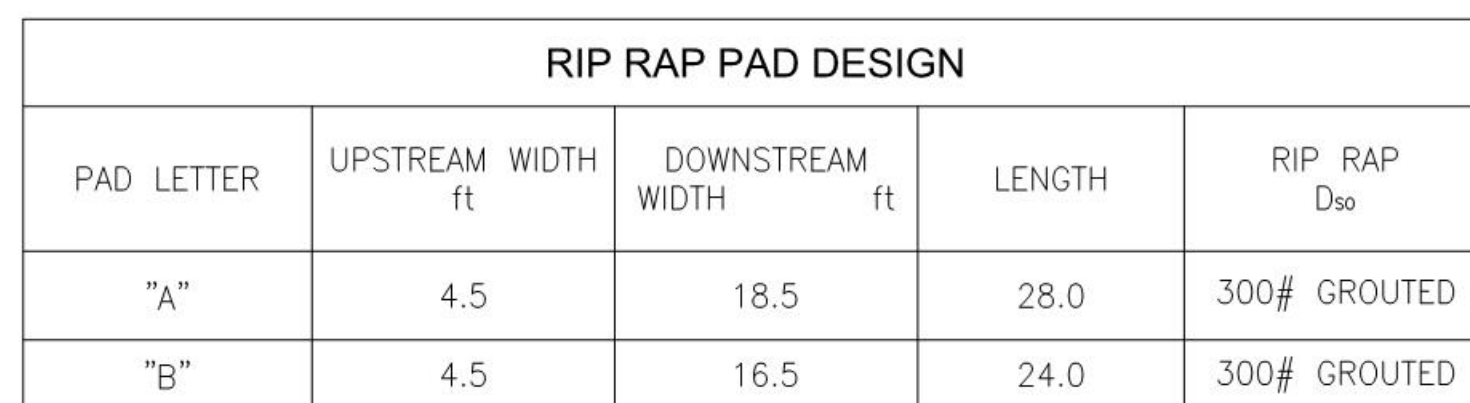 RIP RAP PAD DESIGN
PAD LETTER
UPSTREAM WIDTH
ft
DOWNSTREAM
WIDTH ft
LENGTH
RIP RAP
D50
"A" 4.5 18.5 28.0 300# GROUTED
"B" 4.5 16.5 24.0 300# GROUTED